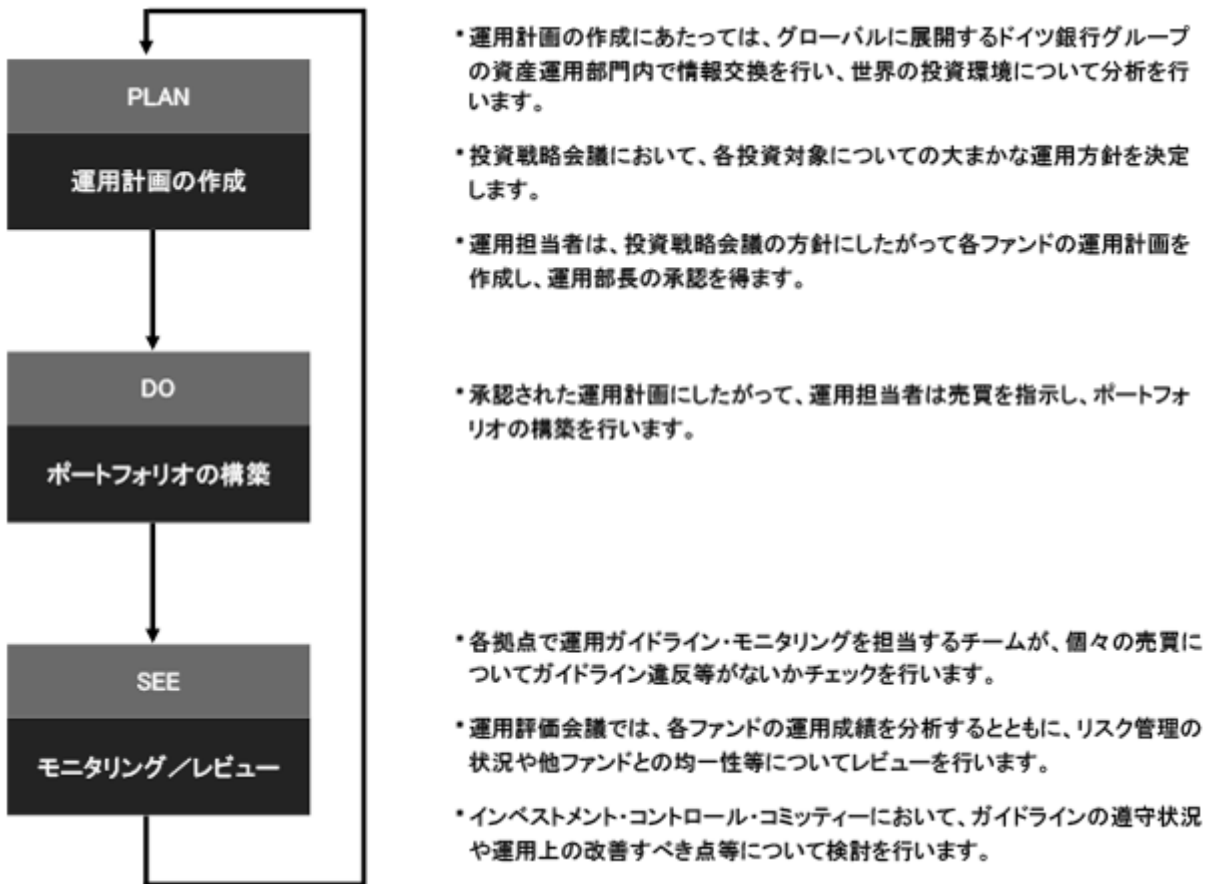 PLAN
運用計画の作成
*運用計画の作成にあたっては、グローバルに展開するドイツ銀行グループ
の資産運用部門内で情報交換を行い、世界の投資環境について分析を行
います。
*投資戦略会議において、各投資対象についての大まかな運用方針を決定
します。
*運用担当者は、投資戦略会議の方針にしたがって各ファンドの運用計画を
作成し、運用部長の承認を得ます。
DO
ポートフォリオの構築
*承認された運用計画にしたがって、運用担当者は売買を指示し、ポートフォ
リオの構築を行います。
SEE
モニタリング／レビュー
*各拠点で運用ガイドライン・モニタリングを担当するチームが、個々の売買に
ついてガイドライン違反等がないかチェックを行います。
*運用評価会議では、各ファンドの運用成績を分析するとともに、リスク管理の
状況や他ファンドとの均一性等についてレビューを行います。
*インベストメント・コントロール・コミッティーにおいて、ガイドラインの遵守状況
や運用上の改善すべき点等について検討を行います。